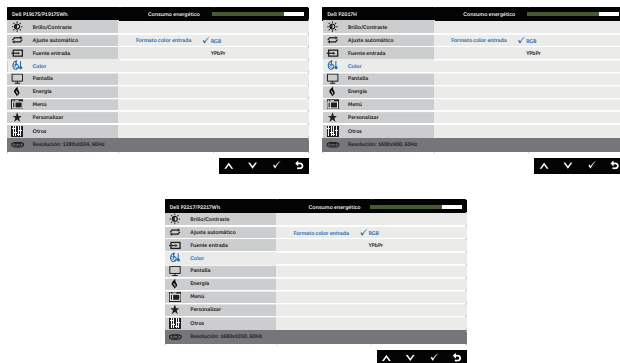 Dell P1917S/P1917SWh Consumo energético
Brillo/Contraste
Ajuste automático Formato color entrada ✓ RGB
Fuente entrada YPbPr
Color
Pantalla
Energía
Menú
Personalizar
Otros
Resolución: 1280x1024, 60Hz
Dell P2017H Consumo energético
Brillo/Contraste
Ajuste automático Formato color entrada ✓ RGB
Fuente entrada YPbPr
Color
Pantalla
Energía
Menú
Personalizar
Otros
Resolución: 1600x900, 60Hz
Dell P2217/P2217Wh Consumo energético
Brillo/Contraste
Ajuste automático Formato color entrada ✓ RGB
Fuente entrada YPbPr
Color
Pantalla
Energía
Menú
Personalizar
Otros
Resolución: 1680x1050, 60Hz